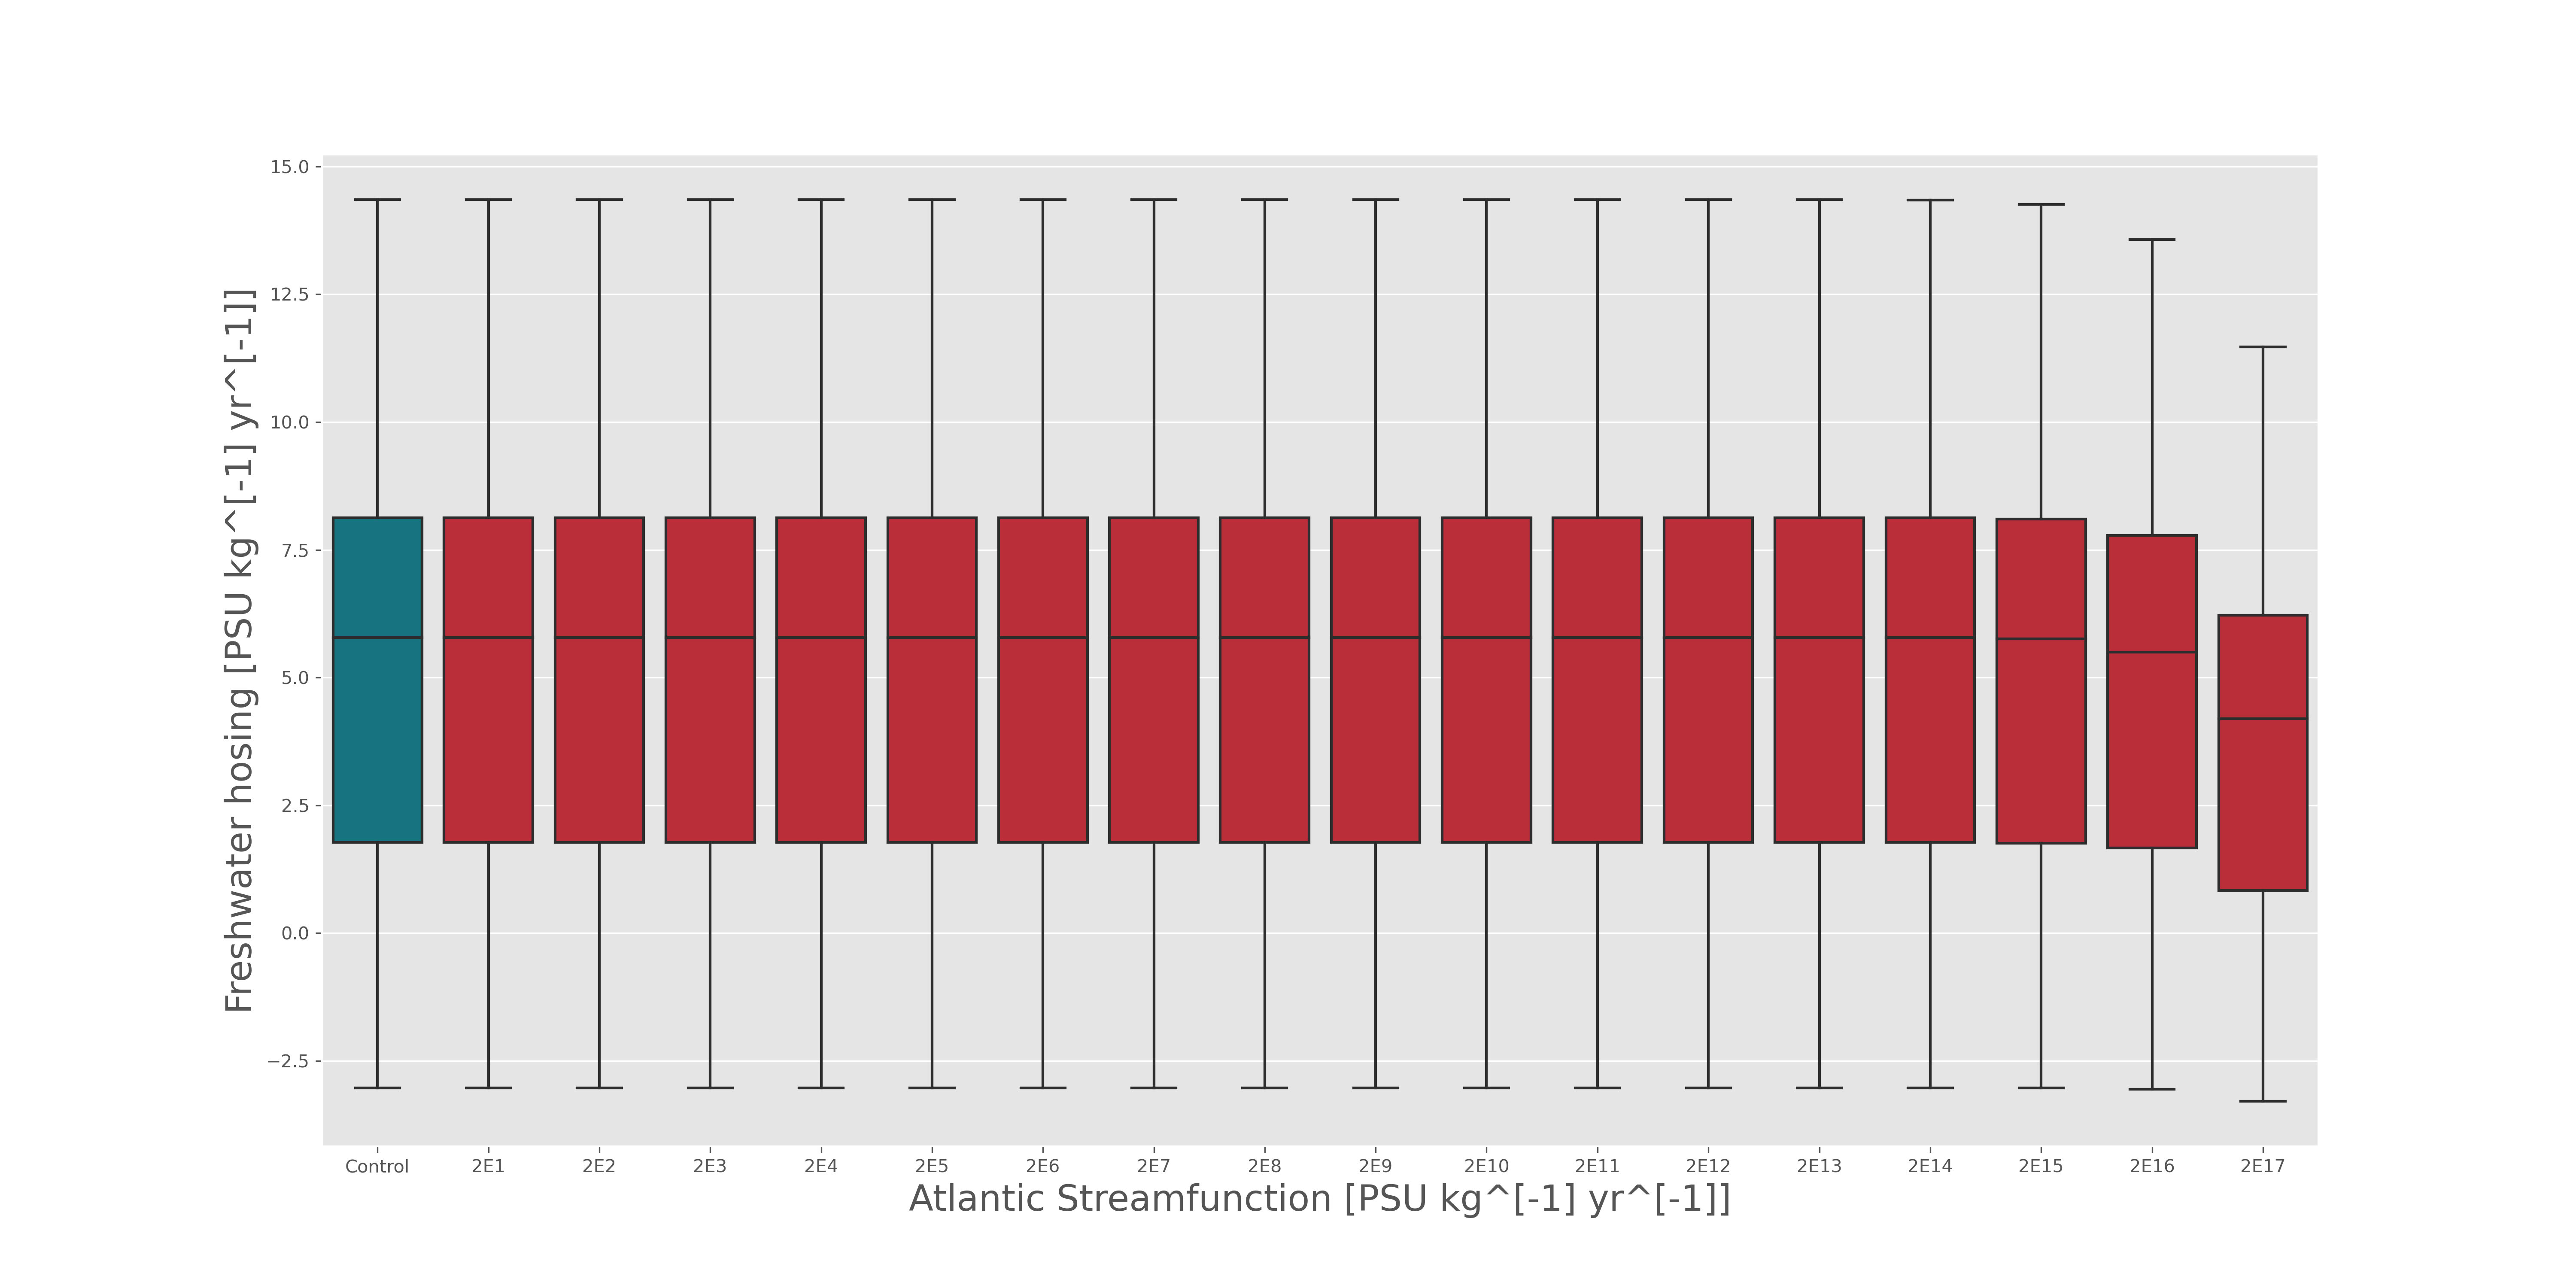 Freshwater hosing [PSU kg^[-1] yr^[-1]]
15.0
12.5
10.0
7.5
5.0
2.5
0.0
−2.5
Control 2E1 2E2 2E3 2E4 2E5 2E6 2E7 2E8 2E9 2E10 2E11 2E12 2E13 2E14 2E15 2E16 2E17
Atlantic Streamfunction [PSU kg^[-1] yr^[-1]]